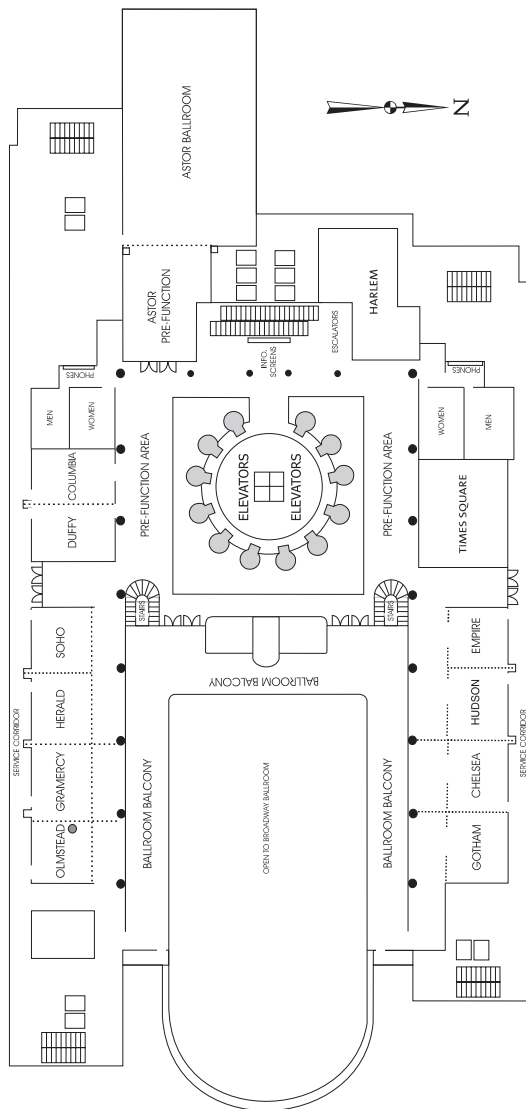 ASTOR BALLROOM
N
ASTOR
PRE-FUNCTION
HARLEM
ESCALATORS
INFO.
SCREENS
PHONES
PHONES
MEN
WOMEN
WOMEN
MEN
COLUMBIA
DUFFY
PRE-FUNCTION AREA
ELEVATORS
ELEVATORS
PRE-FUNCTION AREA
TIMES SQUARE
STAIRS
STAIRS
SOHO
HERALD
GRAMERCY
OLMSTEAD
SERVICE CORRIDOR
BALLROOM BALCONY
BALLROOM BALCONY
OPEN TO BROADWAY BALLROOM
BALLROOM BALCONY
EMPIRE
HUDSON
CHELSEA
GOTHAM
SERVICE CORRIDOR